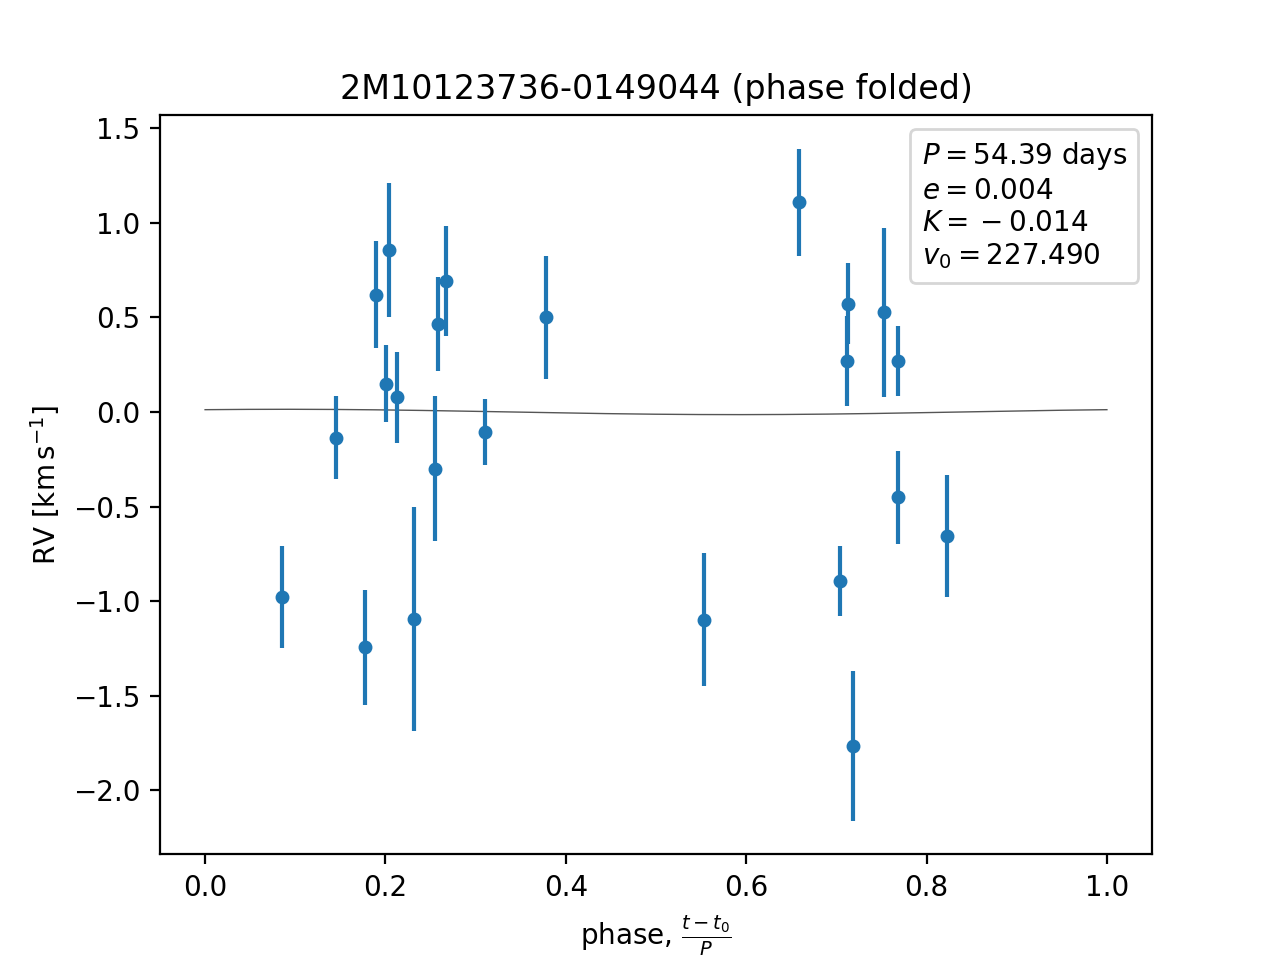 2M10123736-0149044 (phase folded)
P = 54.39 days
e = 0.004
K = −0.014
v₀ = 227.490
1.5
1.0
0.5
0.0
−0.5
−1.0
−1.5
−2.0
RV [km s⁻¹]
0.0 0.2 0.4 0.6 0.8 1.0
phase, (t − t₀)/P